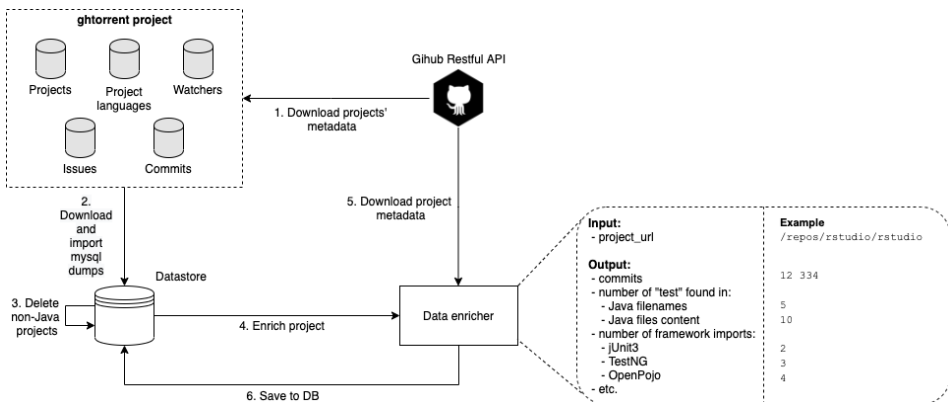 ghtorrent project
Projects
Project
languages
Watchers
Issues
Commits
Gihub Restful API
1. Download projects'
metadata
2.
Download
and
import
mysql
dumps
5. Download project
metadata
Datastore
3. Delete
non-Java
projects
4. Enrich project
Data enricher
6. Save to DB
Input:
- project_url
Example
/repos/rstudio/rstudio
Output:
- commits
12 334
- number of "test" found in:
- Java filenames
5
- Java files content
10
- number of framework imports:
- jUnit3
2
- TestNG
3
- OpenPojo
4
- etc.